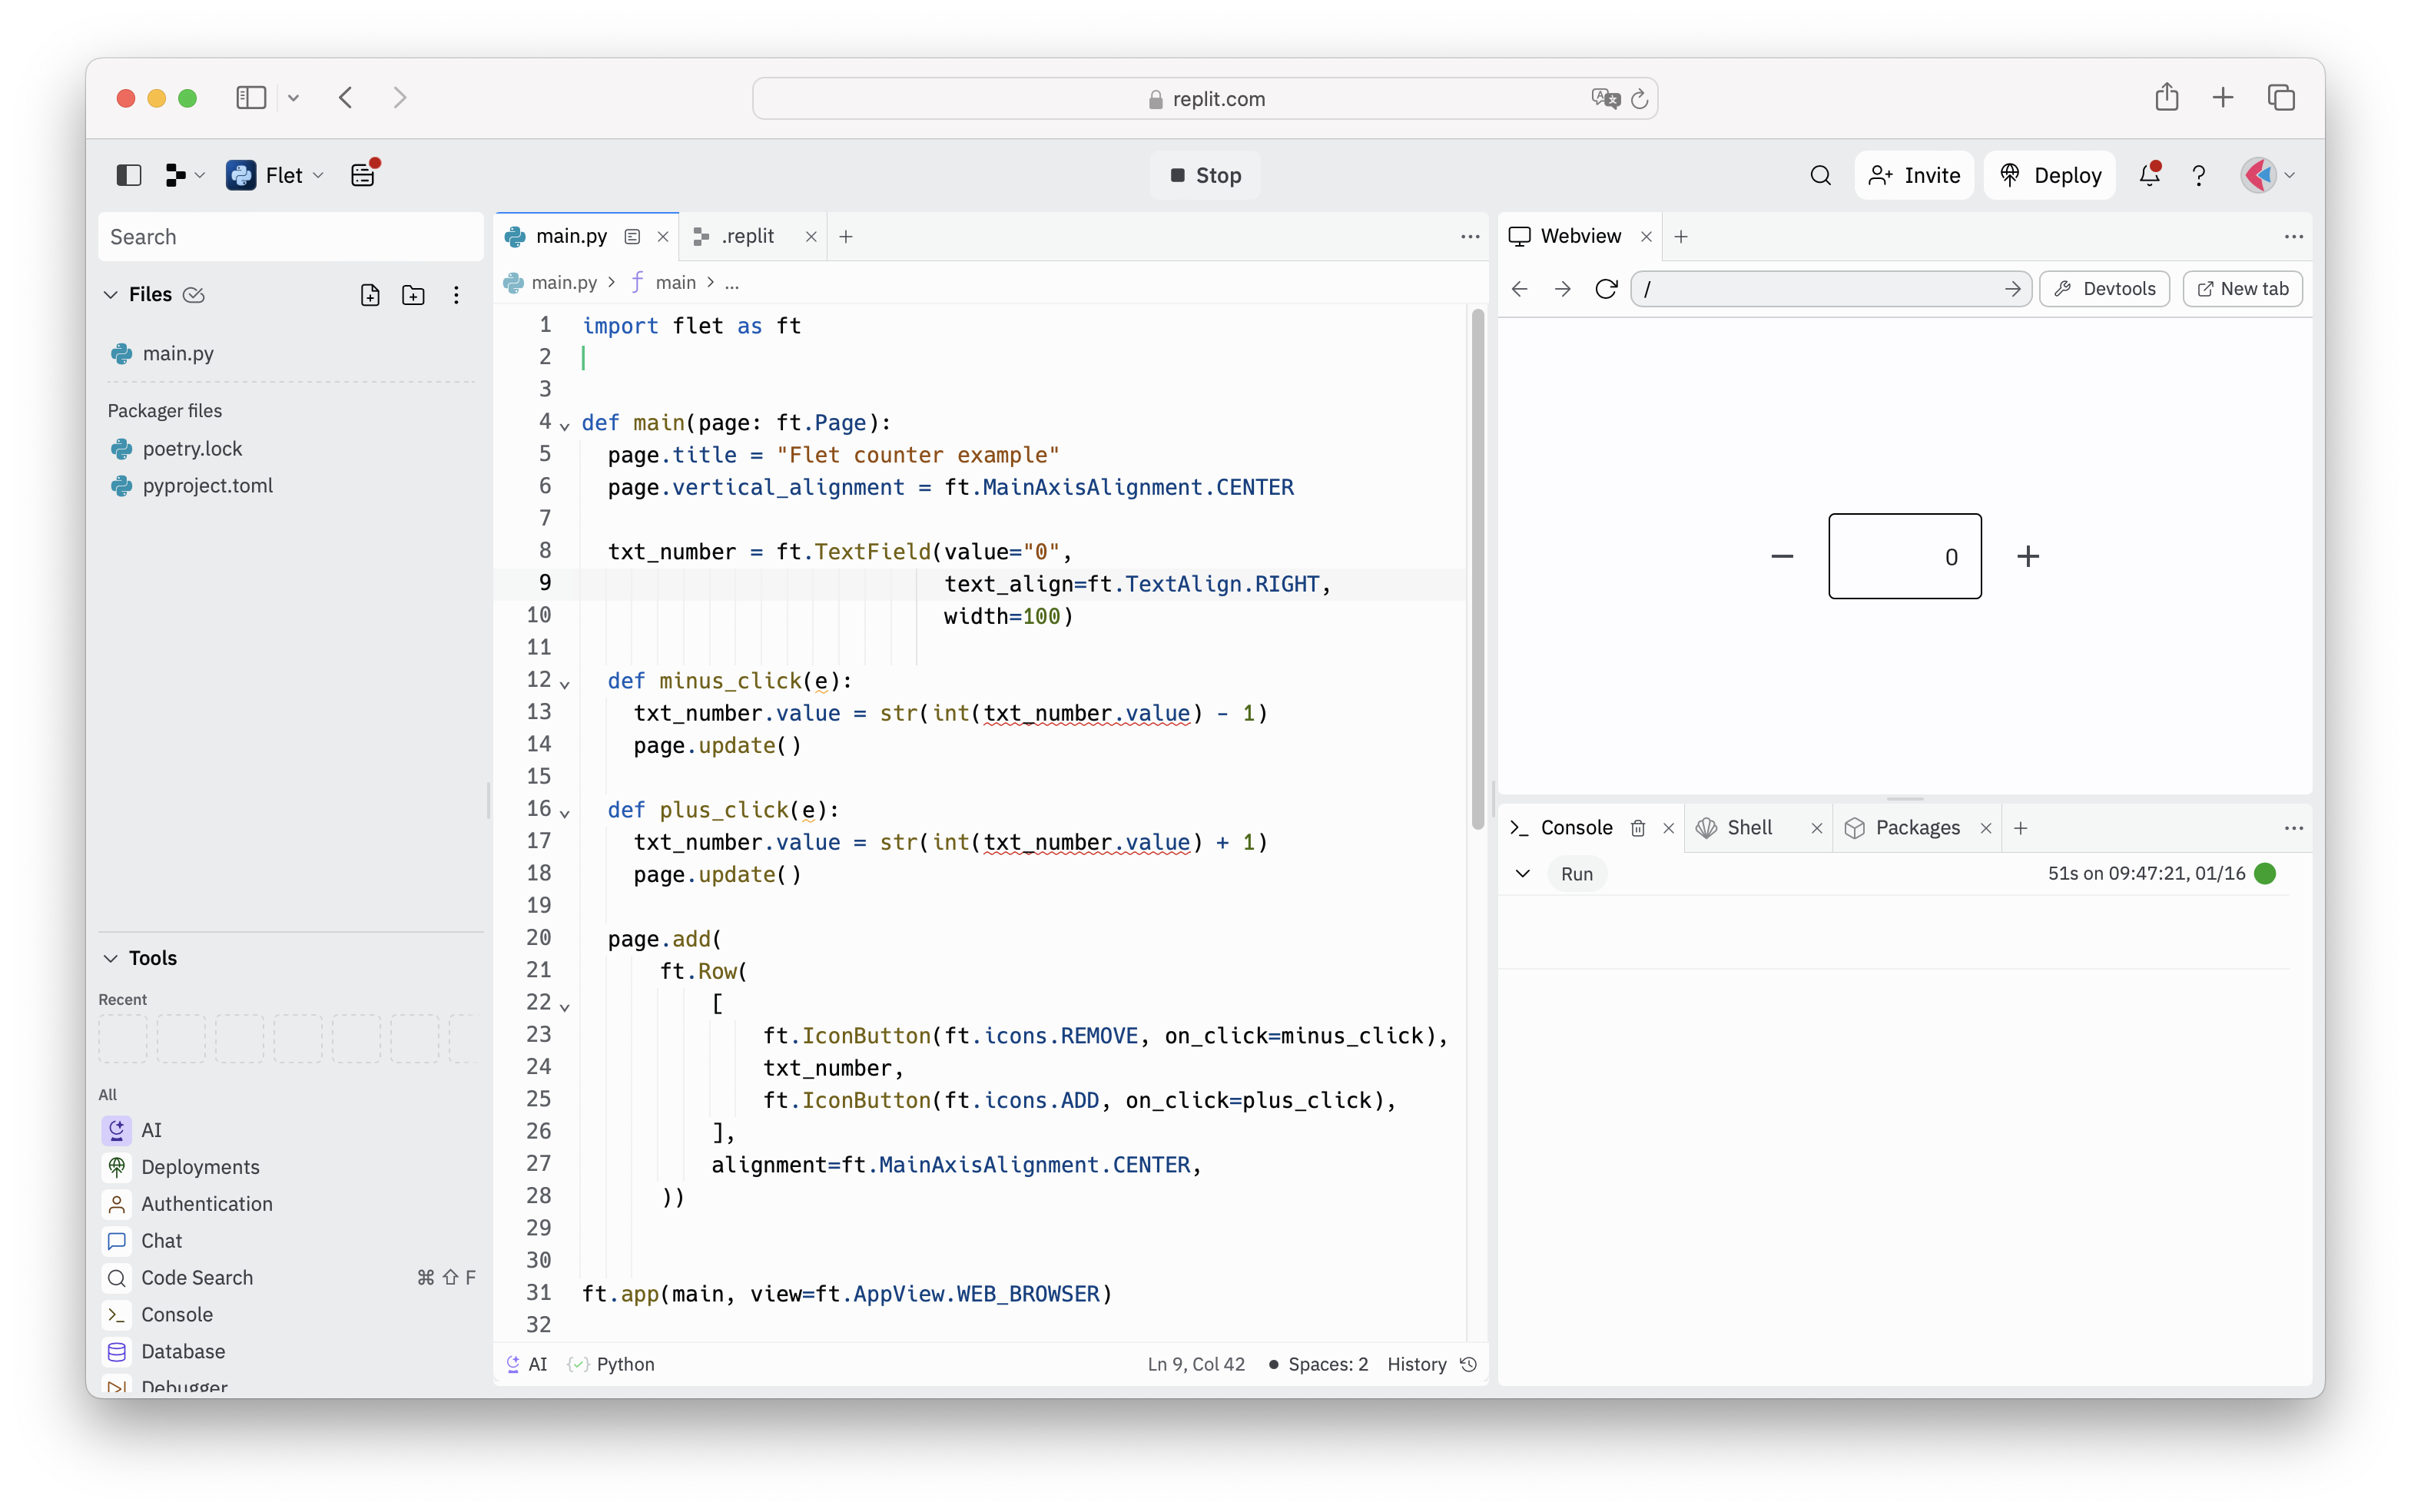 replit.com
Flet
Stop
Invite
Deploy
Search
Files
main.py
Packager files
poetry.lock
pyproject.toml
Tools
Recent
All
AI
Deployments
Authentication
Chat
Code Search ⌘ ⇧ F
Console
Database
Debugger
main.py
.replit
main.py > f main > ...
1 import flet as ft
2
3
4 def main(page: ft.Page):
5 page.title = "Flet counter example"
6 page.vertical_alignment = ft.MainAxisAlignment.CENTER
7
8 txt_number = ft.TextField(value="0",
9 text_align=ft.TextAlign.RIGHT,
10 width=100)
11
12 def minus_click(e):
13 txt_number.value = str(int(txt_number.value) - 1)
14 page.update()
15
16 def plus_click(e):
17 txt_number.value = str(int(txt_number.value) + 1)
18 page.update()
19
20 page.add(
21 ft.Row(
22 [
23 ft.IconButton(ft.icons.REMOVE, on_click=minus_click),
24 txt_number,
25 ft.IconButton(ft.icons.ADD, on_click=plus_click),
26 ],
27 alignment=ft.MainAxisAlignment.CENTER,
28 ))
29
30
31 ft.app(main, view=ft.AppView.WEB_BROWSER)
32
AI Python Ln 9, Col 42 • Spaces: 2 History
Webview
/ Devtools New tab
− 0 +
Console Shell Packages
Run 51s on 09:47:21, 01/16